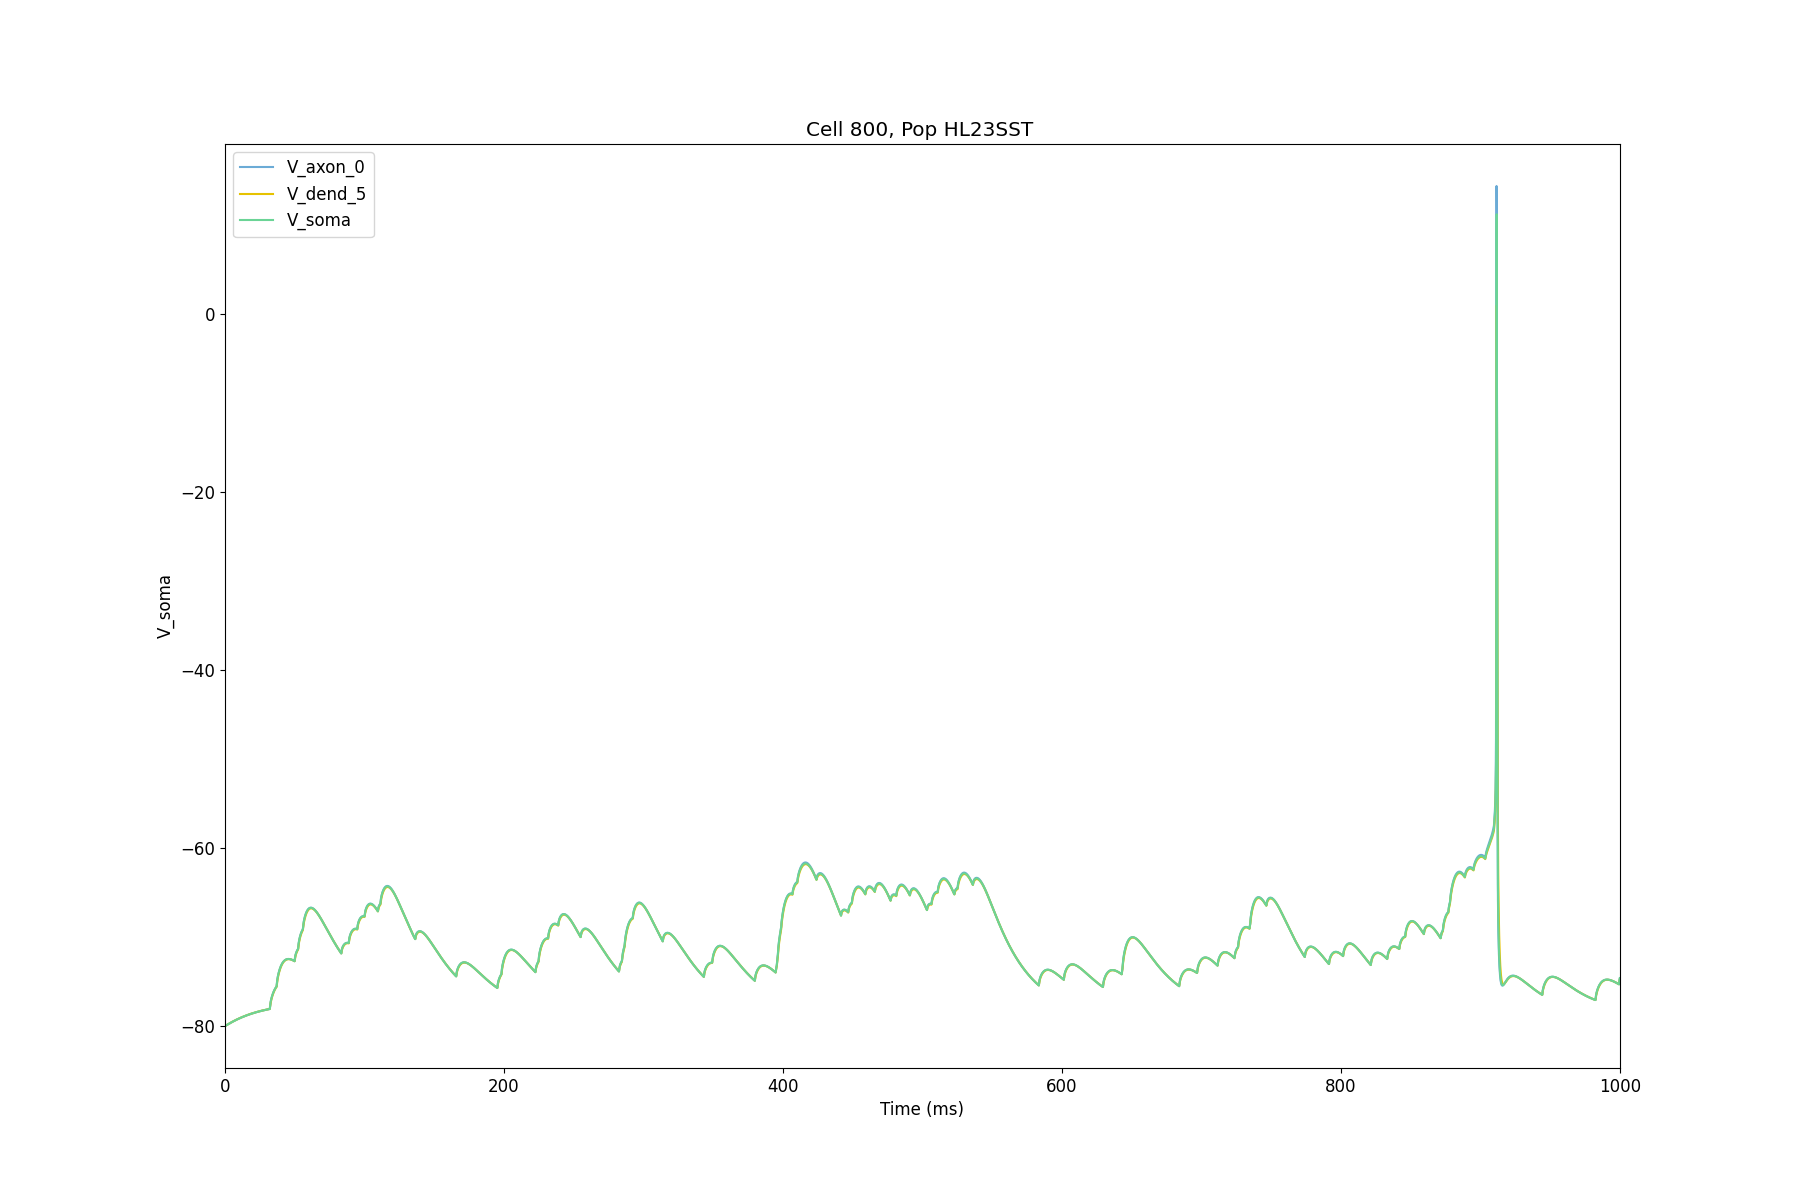 Cell 800, Pop HL23SST
V_axon_0
V_dend_5
V_soma
0
−20
−40
−60
−80
V_soma
0 200 400 600 800 1000
Time (ms)